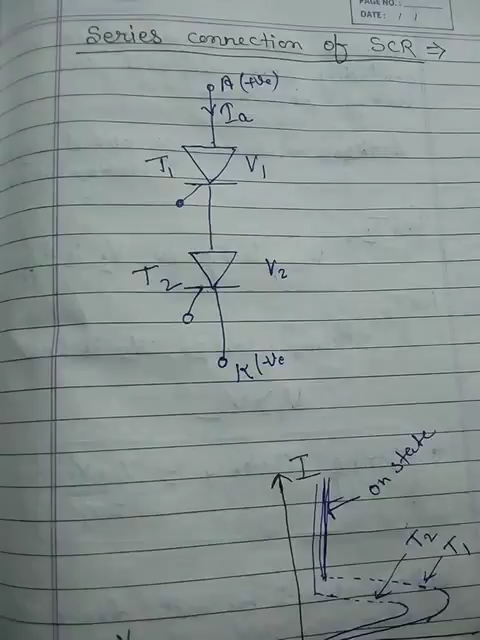 PAGE NO.:
DATE: / /
Series connection of SCR ⇒
A (+ve)
Ia
T1 V1
T2 V2
K (-ve
I
on state
T2 T1
V